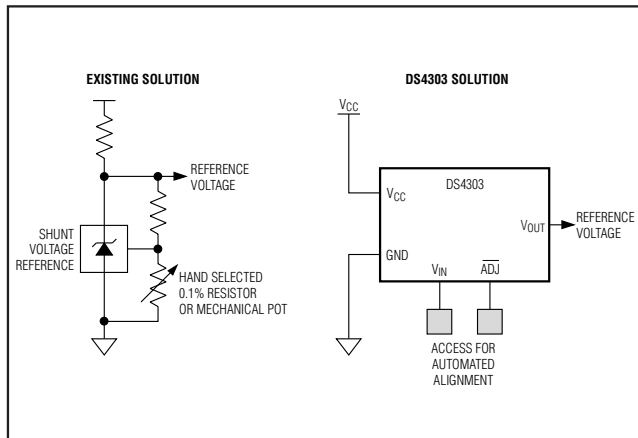 EXISTING SOLUTION
REFERENCE
VOLTAGE
SHUNT
VOLTAGE
REFERENCE
HAND SELECTED
0.1% RESISTOR
OR MECHANICAL POT
DS4303 SOLUTION
VCC
DS4303
VCC
VOUT
REFERENCE
VOLTAGE
GND
VIN
ADJ
ACCESS FOR
AUTOMATED
ALIGNMENT